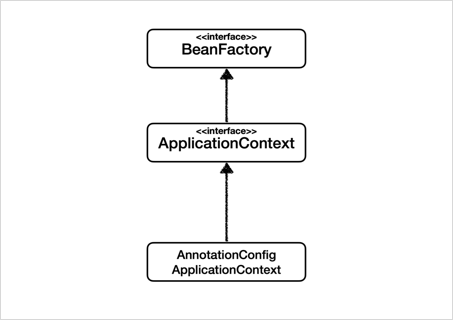 <<interface>>
BeanFactory
<<interface>>
ApplicationContext
AnnotationConfig
ApplicationContext